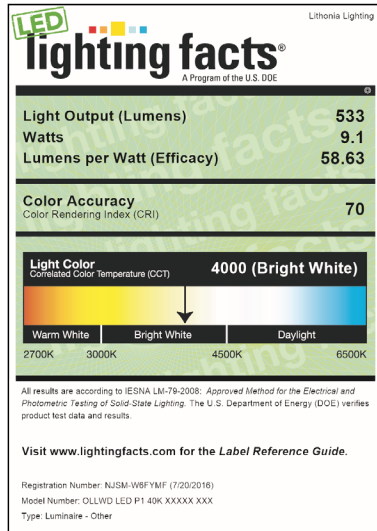 Lithonia Lighting
LED
lighting facts®
A Program of the U.S. DOE
Light Output (Lumens) 533
Watts 9.1
Lumens per Watt (Efficacy) 58.63
Color Accuracy
Color Rendering Index (CRI) 70
Light Color
Correlated Color Temperature (CCT) 4000 (Bright White)
Warm White Bright White Daylight
2700K 3000K 4500K 6500K
All results are according to IESNA LM-79-2008: Approved Method for the Electrical and
Photometric Testing of Solid-State Lighting. The U.S. Department of Energy (DOE) verifies
product test data and results.
Visit www.lightingfacts.com for the Label Reference Guide.
Registration Number: NJSM-W6FYMF (7/20/2016)
Model Number: OLLWD LED P1 40K XXXXX XXX
Type: Luminaire - Other